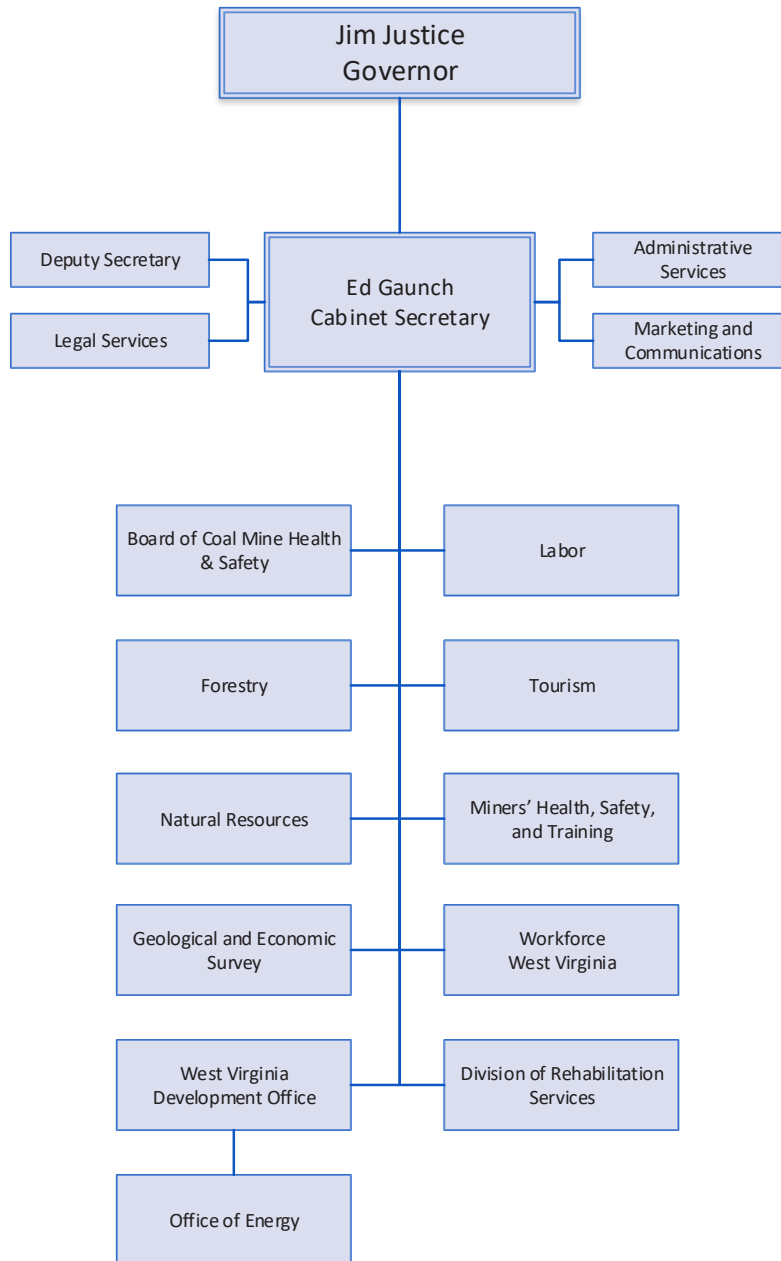 Jim Justice
Governor
Deputy Secretary
Legal Services
Ed Gaunch
Cabinet Secretary
Administrative
Services
Marketing and
Communications
Board of Coal Mine Health
& Safety
Labor
Forestry
Tourism
Natural Resources
Miners’ Health, Safety,
and Training
Geological and Economic
Survey
Workforce
West Virginia
West Virginia
Development Office
Division of Rehabilitation
Services
Office of Energy